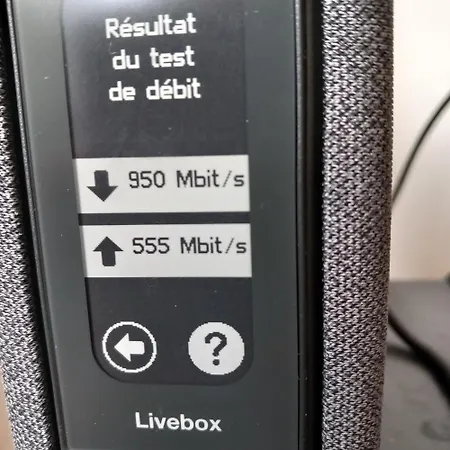 Résultat
du test
de débit
950 Mbit/s
555 Mbit/s
?
Livebox